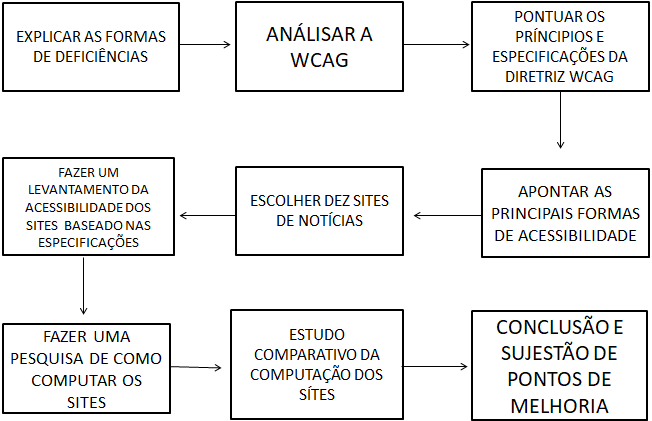 EXPLICAR AS FORMAS
DE DEFICIÊNCIAS
ANÁLISAR A
WCAG
PONTUAR OS
PRÍNCIPIOS E
ESPECIFICAÇÕES DA
DIRETRIZ WCAG
APONTAR AS
PRINCIPAIS FORMAS
DE ACESSIBILIDADE
ESCOLHER DEZ SITES
DE NOTÍCIAS
FAZER UM
LEVANTAMENTO DA
ACESSIBILIDADE DOS
SITES BASEADO NAS
ESPECIFICAÇÕES
FAZER UMA
PESQUISA DE COMO
COMPUTAR OS
SITES
ESTUDO
COMPARATIVO DA
COMPUTAÇÃO DOS
SÍTES
CONCLUSÃO E
SUJESTÃO DE
PONTOS DE
MELHORIA